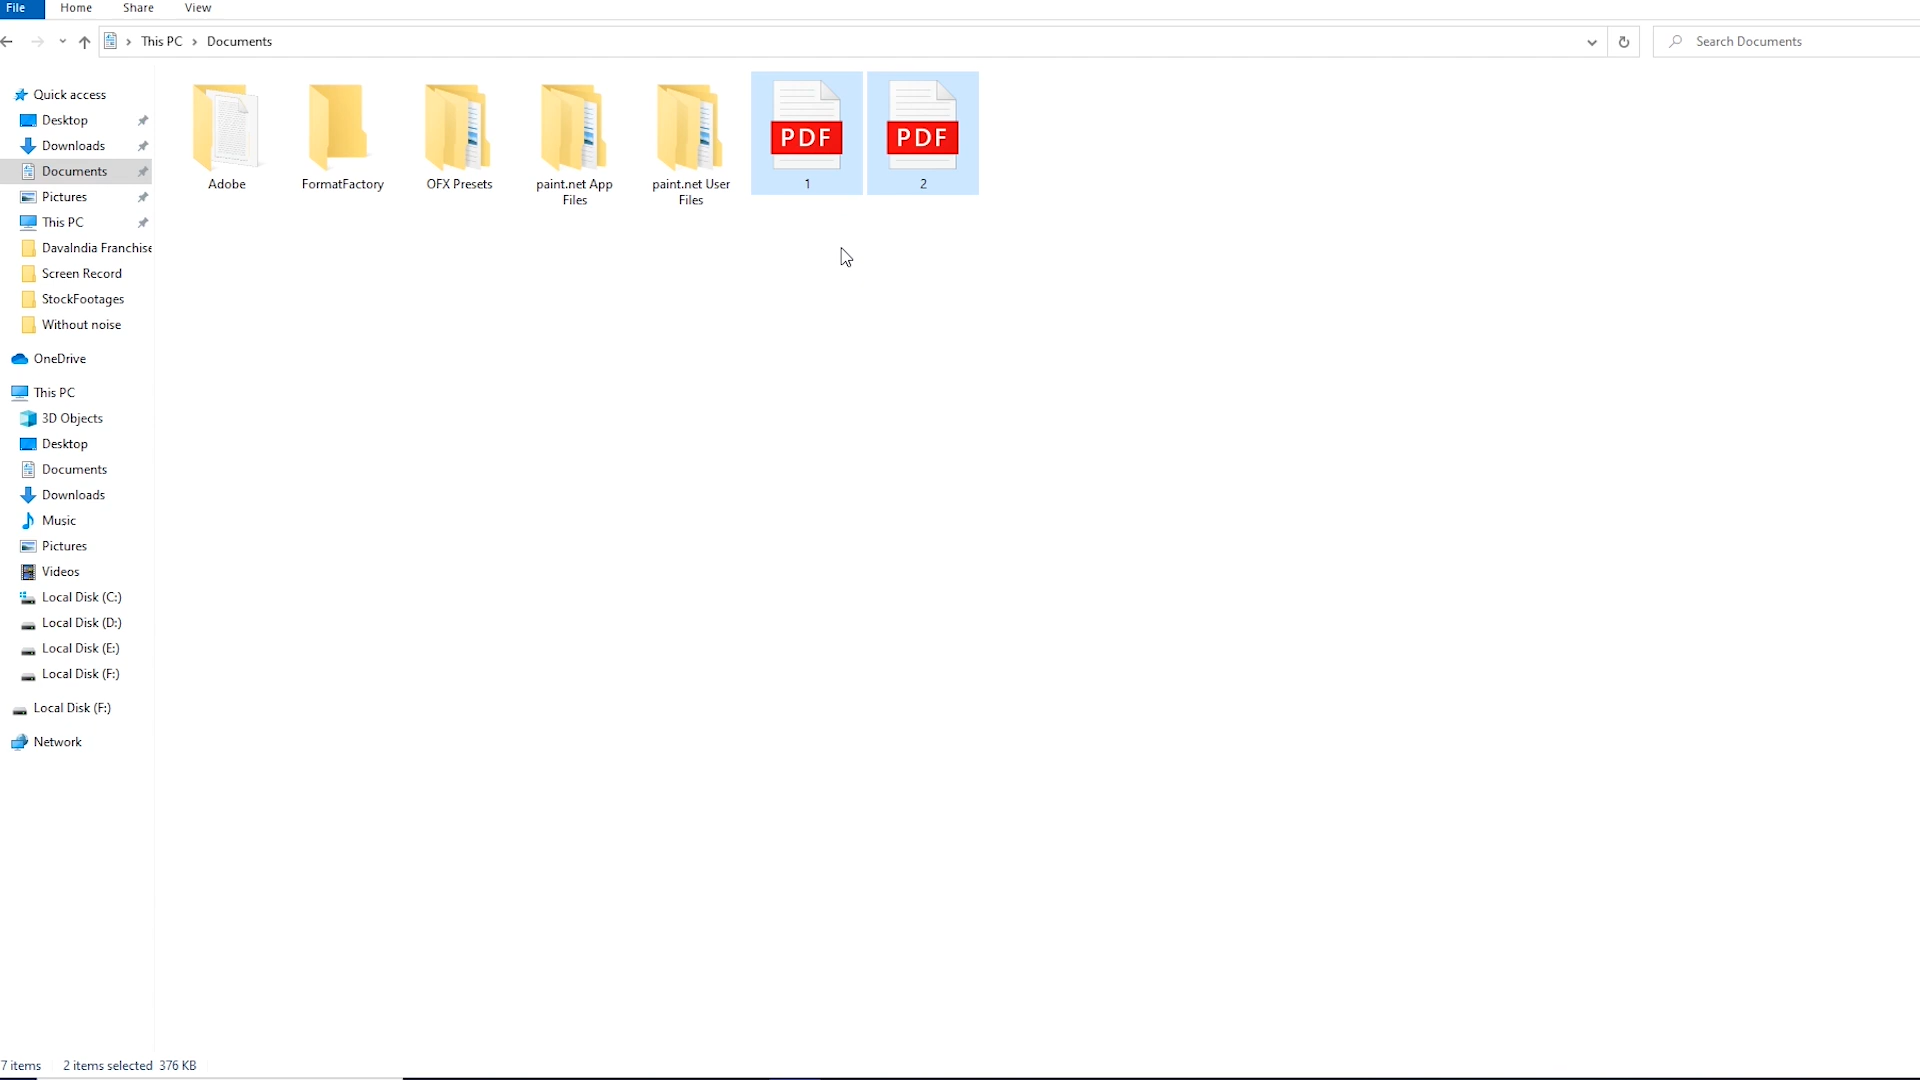 File Home Share View
This PC Documents
Search Documents
Quick access
Desktop
Downloads
Documents
Pictures
This PC
DavaIndia Franchise
Screen Record
StockFootages
Without noise
OneDrive
This PC
3D Objects
Desktop
Documents
Downloads
Music
Pictures
Videos
Local Disk (C:)
Local Disk (D:)
Local Disk (E:)
Local Disk (F:)
Local Disk (F:)
Network
PDF PDF
Adobe FormatFactory OFX Presets paint.net App paint.net User 1 2
Files Files
7 items 2 items selected 376 KB